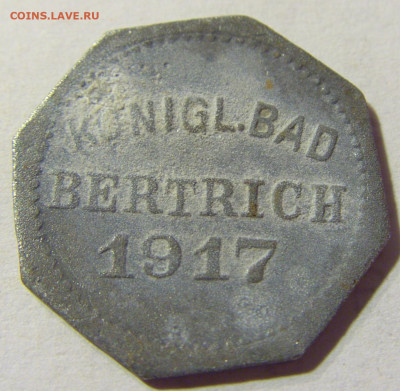 COINS.LAVE.RU
KÖNIGL.BAD
BERTRICH
1917